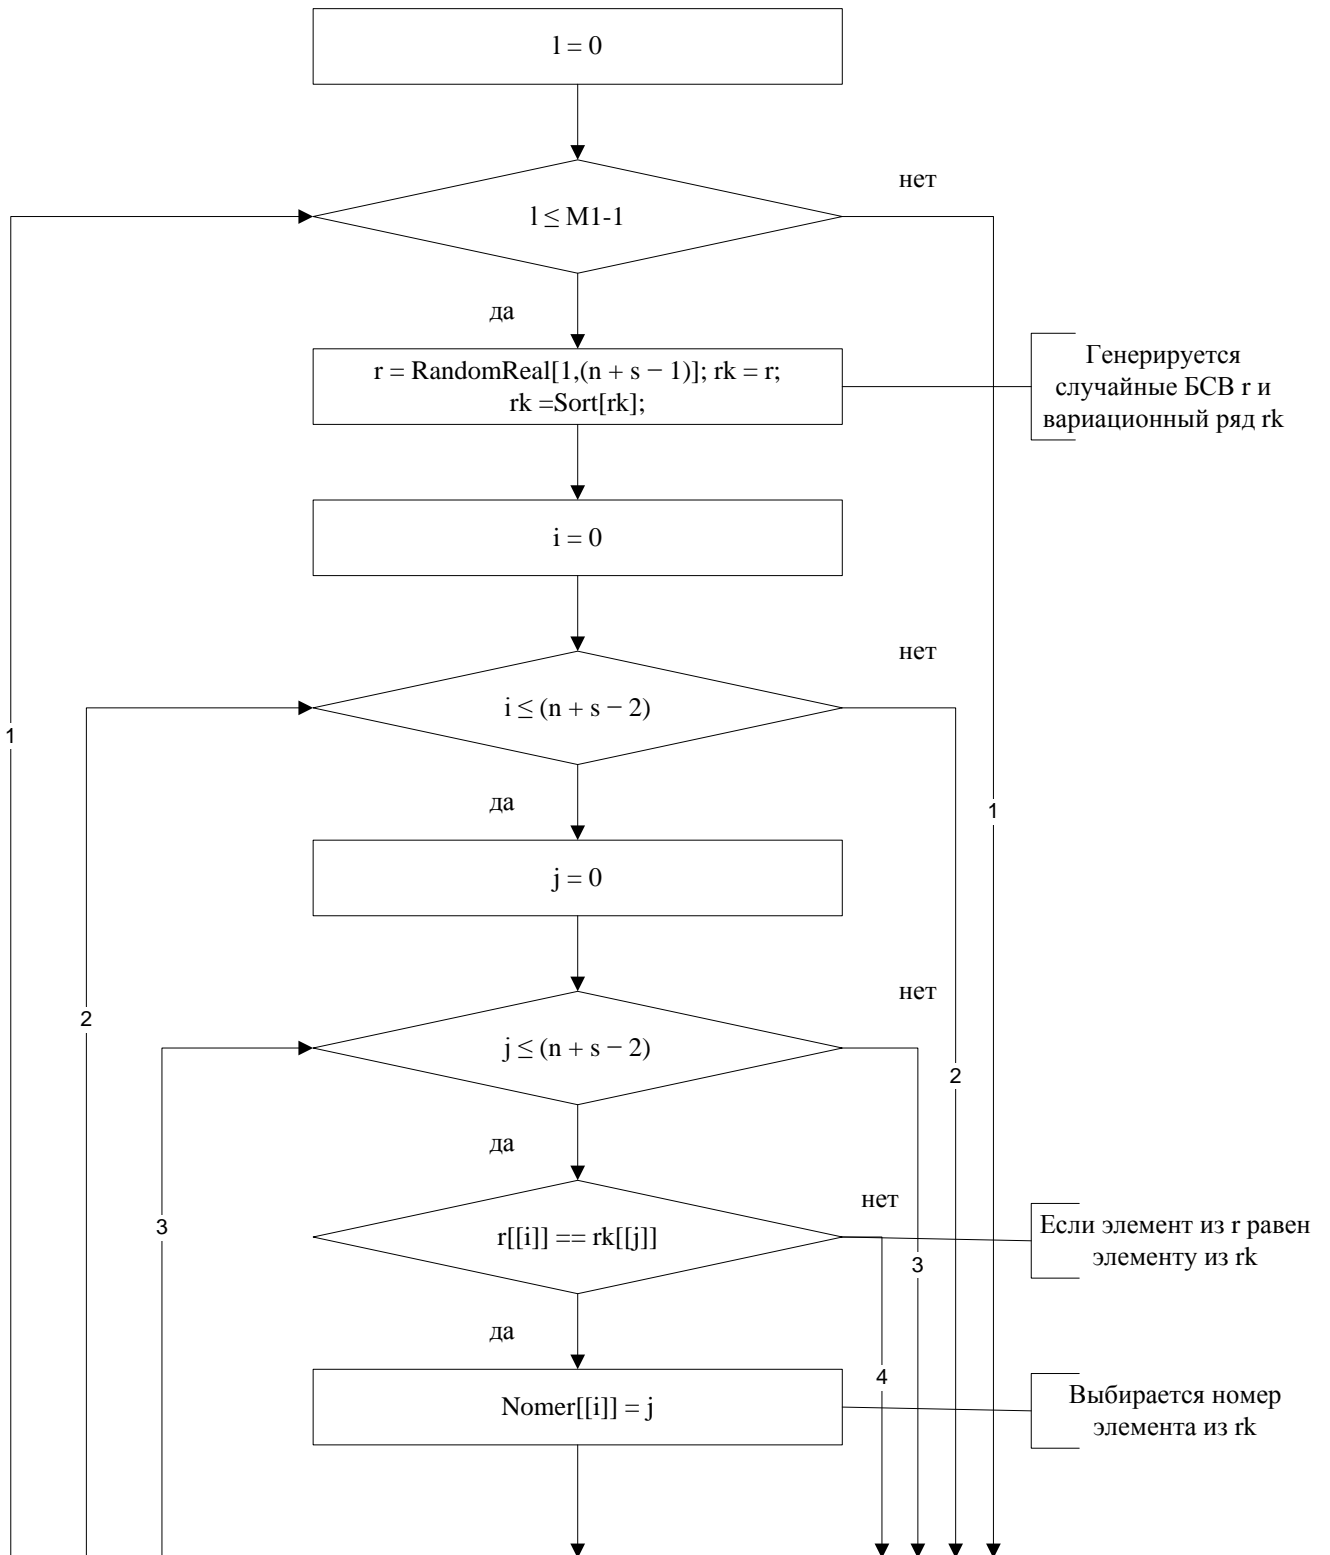 l = 0
нет
l ≤ M1-1
да
r = RandomReal[1,(n + s − 1)]; rk = r;
rk =Sort[rk];
Генерируется
случайные БСВ r и
вариационный ряд rk
i = 0
нет
i ≤ (n + s − 2)
1
да
1
j = 0
нет
2
j ≤ (n + s − 2)
2
да
нет
3
r[[i]] == rk[[j]]
Если элемент из r равен
элементу из rk
3
да
4
Nomer[[i]] = j
Выбирается номер
элемента из rk